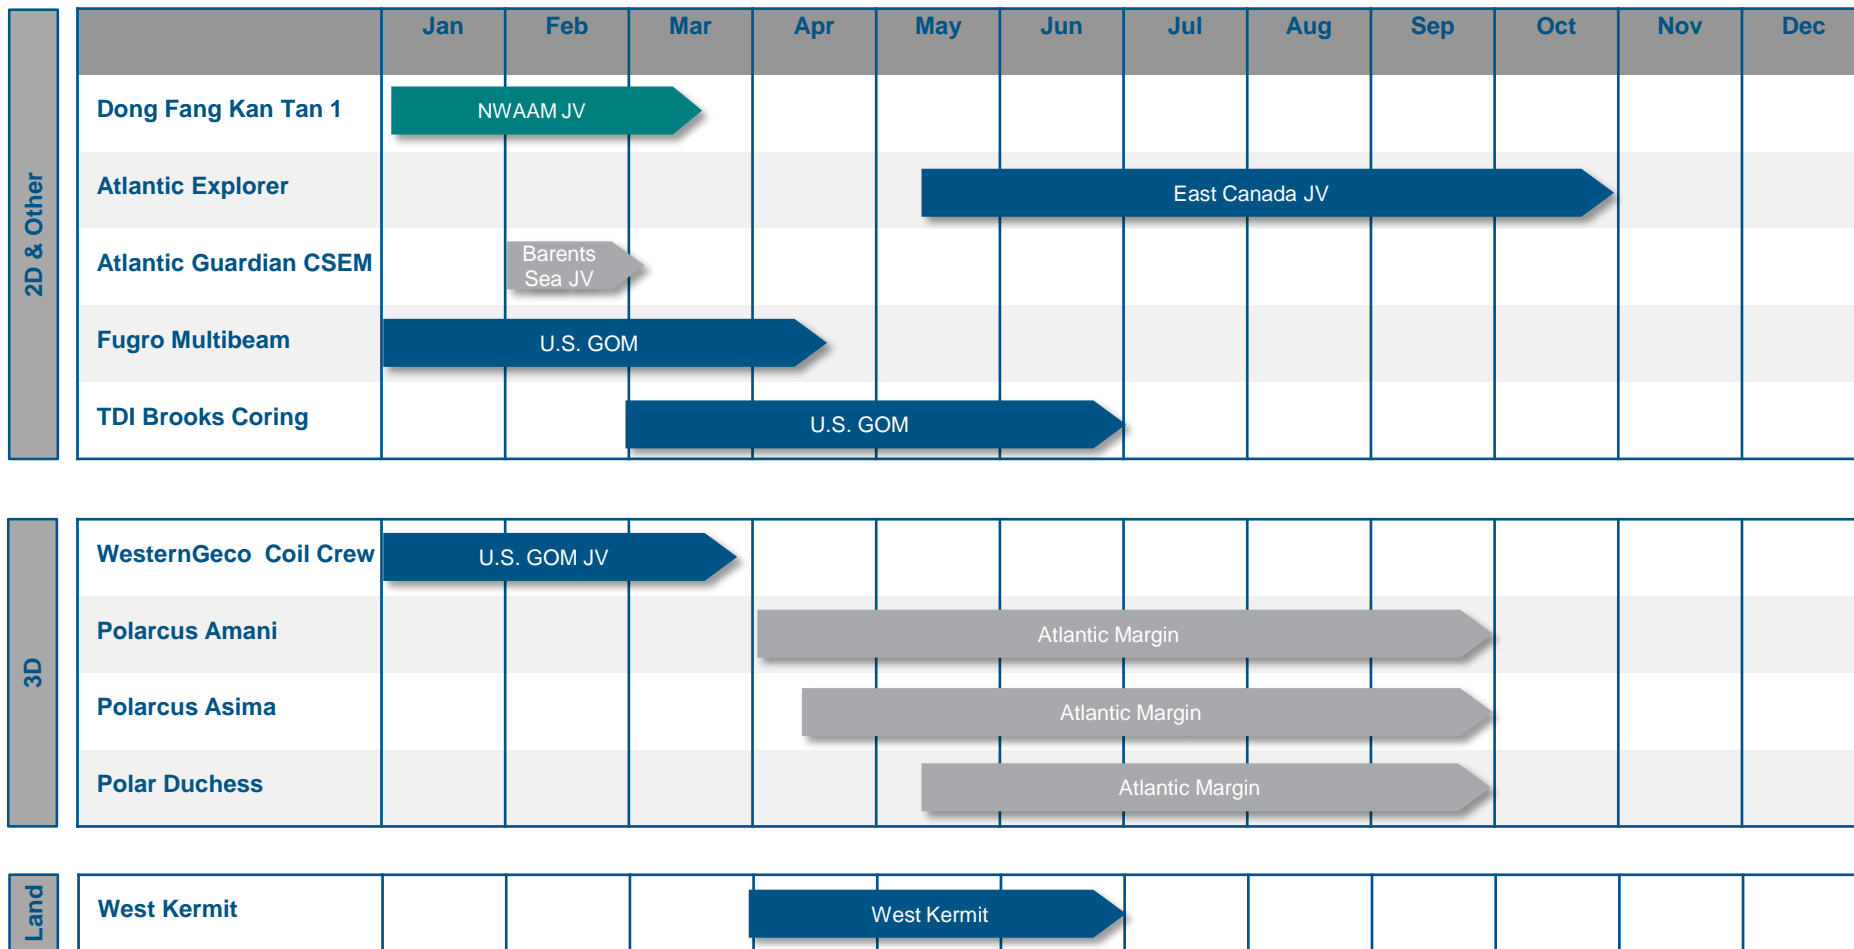 Jan Feb Mar Apr May Jun Jul Aug Sep Oct Nov Dec
2D & Other
Dong Fang Kan Tan 1
NWAAM JV
Atlantic Explorer
East Canada JV
Atlantic Guardian CSEM
Barents
Sea JV
Fugro Multibeam
U.S. GOM
TDI Brooks Coring
U.S. GOM
3D
WesternGeco  Coil Crew
U.S. GOM JV
Polarcus Amani
Atlantic Margin
Polarcus Asima
Atlantic Margin
Polar Duchess
Atlantic Margin
Land
West Kermit
West Kermit